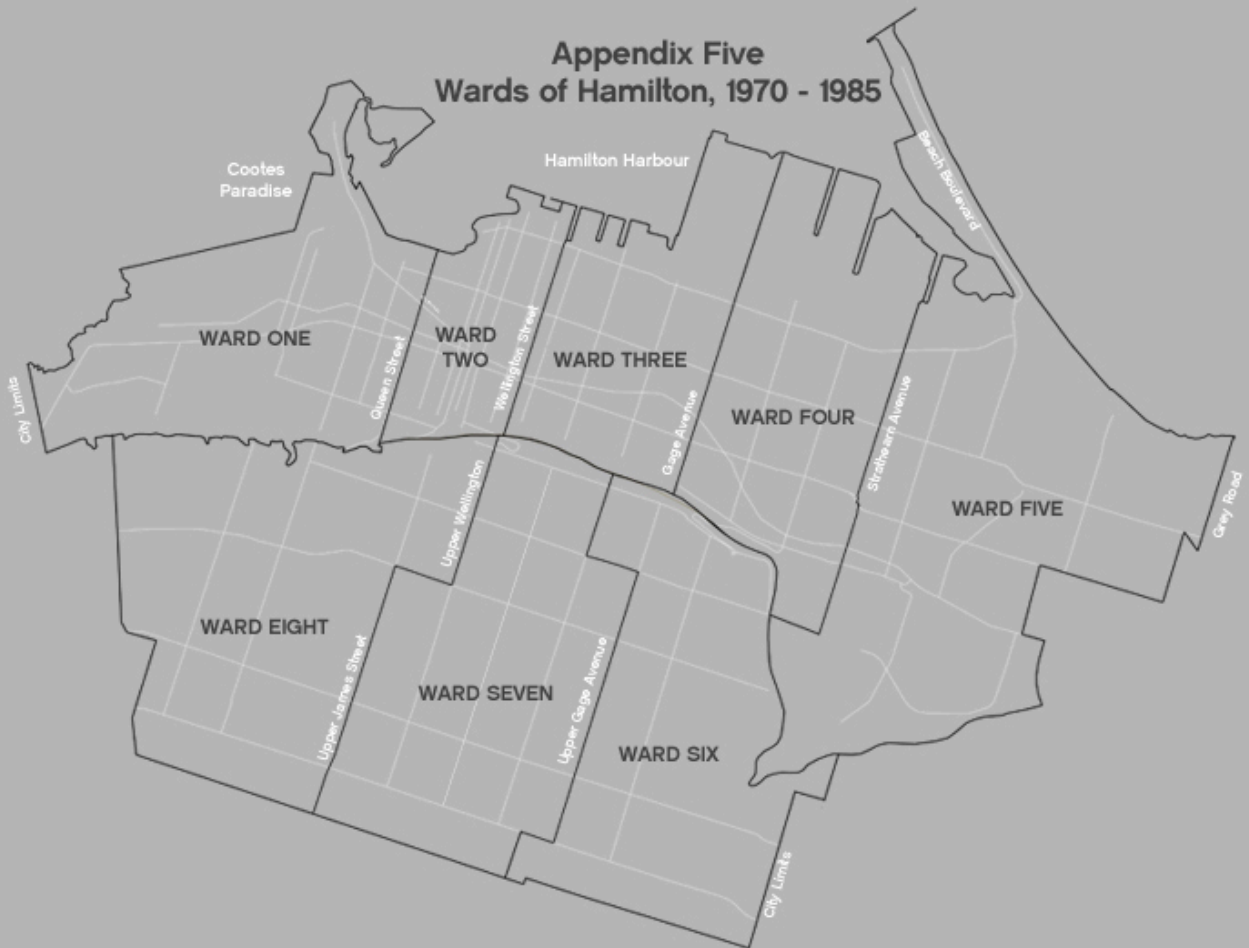 Appendix Five
Wards of Hamilton, 1970 - 1985
Beach Boulevard
Hamilton Harbour
Cootes
Paradise
WARD ONE
WARD
TWO
Queen Street
Wellington Street
WARD THREE
City Limits
Gage Avenue
WARD FOUR
Strathearn Avenue
WARD FIVE
Grey Road
Upper Wellington
WARD EIGHT
Upper James Street
WARD SEVEN
Upper Gage Avenue
WARD SIX
City Limits